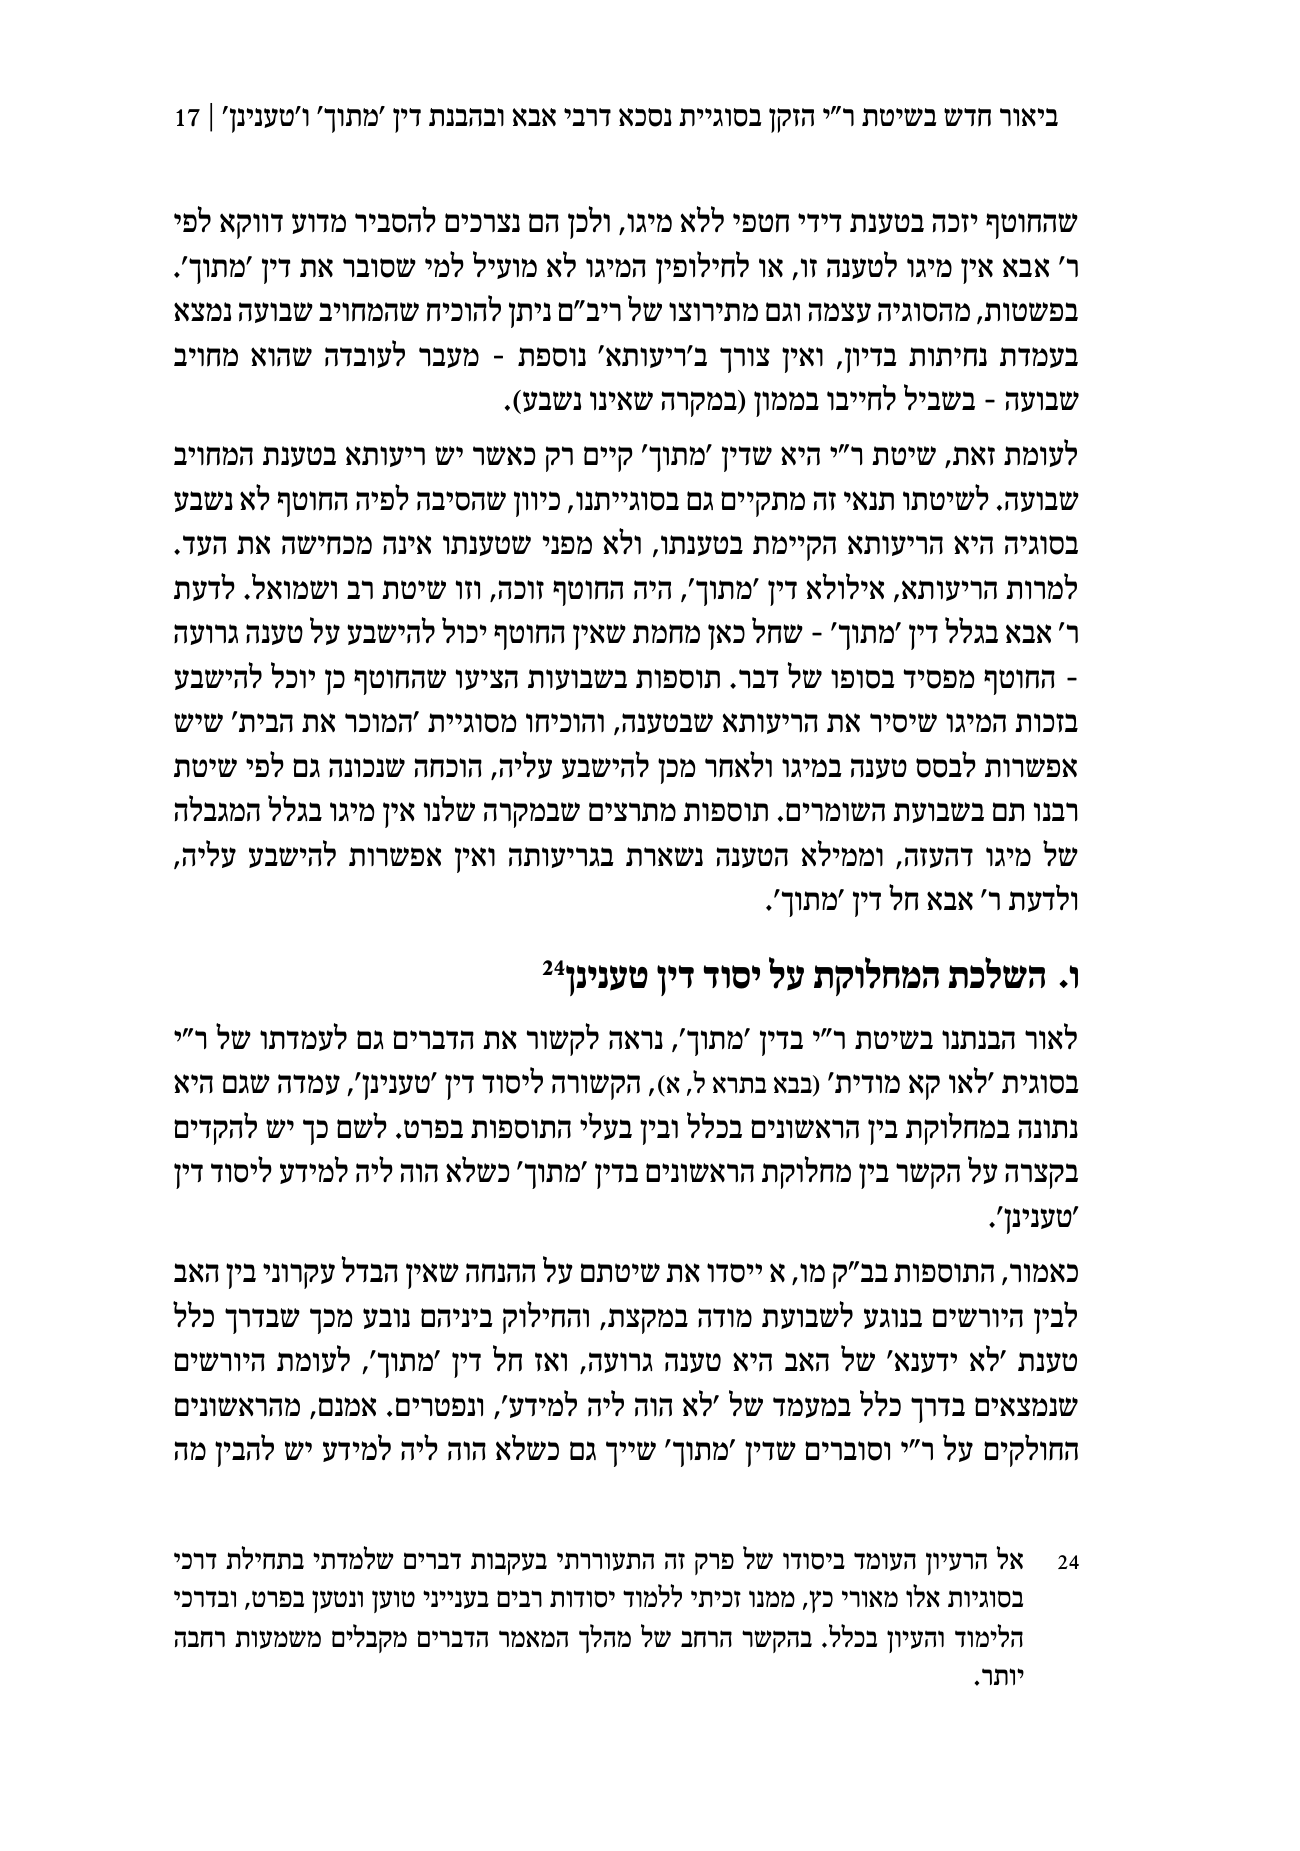 ביאור חדש בשיטת ר"י הזקן בסוגיית נסכא דרבי אבא ובהבנת דין 'מתוך' ו'טענינן' | 17
שהחוטף יזכה בטענת דידי חטפי ללא מיגו, ולכן הם נצרכים להסביר מדוע דווקא לפי
ר' אבא אין מיגו לטענה זו, או לחילופין המיגו לא מועיל למי שסובר את דין 'מתוך'.
בפשטות, מהסוגיה עצמה וגם מתירוצו של ריב"ם ניתן להוכיח שהמחויב שבועה נמצא
בעמדת נחיתות בדיון, ואין צורך ב'ריעותא' נוספת - מעבר לעובדה שהוא מחויב
שבועה - בשביל לחייבו בממון (במקרה שאינו נשבע).
לעומת זאת, שיטת ר"י היא שדין 'מתוך' קיים רק כאשר יש ריעותא בטענת המחויב
שבועה. לשיטתו תנאי זה מתקיים גם בסוגייתנו, כיוון שהסיבה לפיה החוטף לא נשבע
בסוגיה היא הריעותא הקיימת בטענתו, ולא מפני שטענתו אינה מכחישה את העד.
למרות הריעותא, אילולא דין 'מתוך', היה החוטף זוכה, וזו שיטת רב ושמואל. לדעת
ר' אבא בגלל דין 'מתוך' - שחל כאן מחמת שאין החוטף יכול להישבע על טענה גרועה
- החוטף מפסיד בסופו של דבר. תוספות בשבועות הציעו שהחוטף כן יוכל להישבע
בזכות המיגו שיסיר את הריעותא שבטענה, והוכיחו מסוגיית 'המוכר את הבית' שיש
אפשרות לבסס טענה במיגו ולאחר מכן להישבע עליה, הוכחה שנכונה גם לפי שיטת
רבנו תם בשבועת השומרים. תוספות מתרצים שבמקרה שלנו אין מיגו בגלל המגבלה
של מיגו דהעזה, וממילא הטענה נשארת בגריעותה ואין אפשרות להישבע עליה,
ולדעת ר' אבא חל דין 'מתוך'.
ו. השלכת המחלוקת על יסוד דין טענינן24
לאור הבנתנו בשיטת ר"י בדין 'מתוך', נראה לקשור את הדברים גם לעמדתו של ר"י
בסוגית 'לאו קא מודית' (בבא בתרא ל, א), הקשורה ליסוד דין 'טענינן', עמדה שגם היא
נתונה במחלוקת בין הראשונים בכלל ובין בעלי התוספות בפרט. לשם כך יש להקדים
בקצרה על הקשר בין מחלוקת הראשונים בדין 'מתוך' כשלא הוה ליה למידע ליסוד דין
'טענינן'.
כאמור, התוספות בב"ק מו, א ייסדו את שיטתם על ההנחה שאין הבדל עקרוני בין האב
לבין היורשים בנוגע לשבועת מודה במקצת, והחילוק ביניהם נובע מכך שבדרך כלל
טענת 'לא ידענא' של האב היא טענה גרועה, ואז חל דין 'מתוך', לעומת היורשים
שנמצאים בדרך כלל במעמד של 'לא הוה ליה למידע', ונפטרים. אמנם, מהראשונים
החולקים על ר"י וסוברים שדין 'מתוך' שייך גם כשלא הוה ליה למידע יש להבין מה
24 אל הרעיון העומד ביסודו של פרק זה התעוררתי בעקבות דברים שלמדתי בתחילת דרכי
בסוגיות אלו מאורי כץ, ממנו זכיתי ללמוד יסודות רבים בענייני טוען ונטען בפרט, ובדרכי
הלימוד והעיון בכלל. בהקשר הרחב של מהלך המאמר הדברים מקבלים משמעות רחבה
יותר.